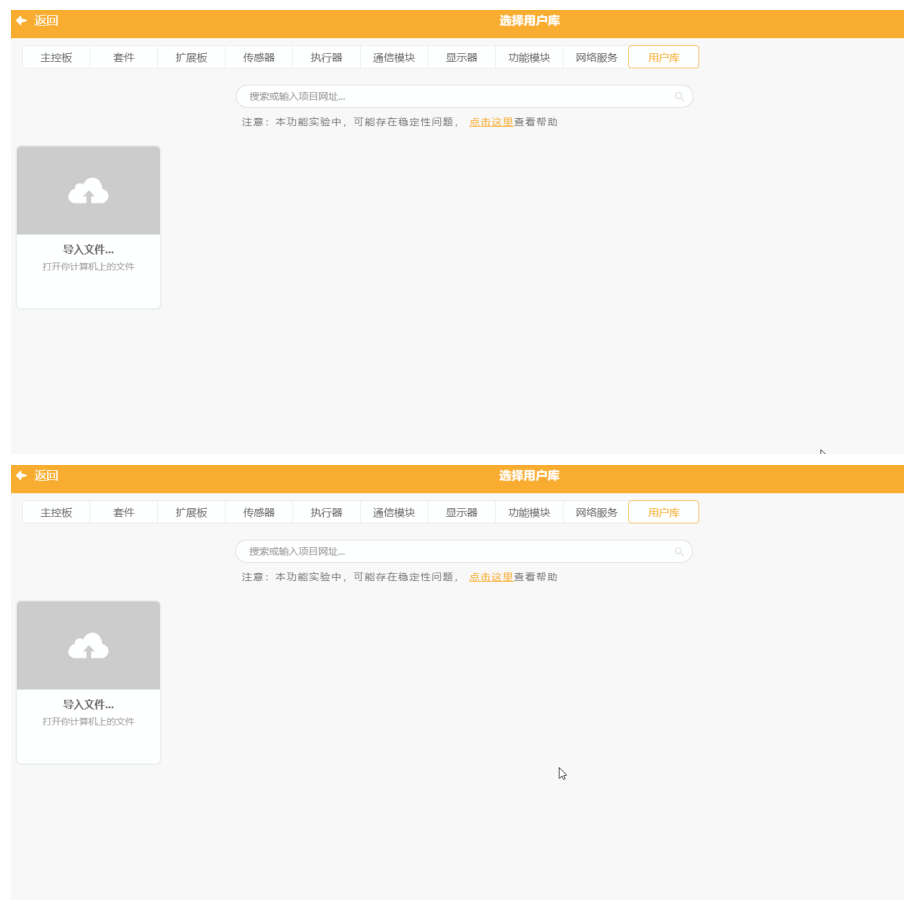 返回 选择用户库
主控板 套件 扩展板 传感器 执行器 通信模块 显示器 功能模块 网络服务 用户库
搜索或输入项目网址...
注意：本功能实验中，可能存在稳定性问题， 点击这里查看帮助
导入文件...
打开你计算机上的文件
返回 选择用户库
主控板 套件 扩展板 传感器 执行器 通信模块 显示器 功能模块 网络服务 用户库
搜索或输入项目网址...
注意：本功能实验中，可能存在稳定性问题， 点击这里查看帮助
导入文件...
打开你计算机上的文件